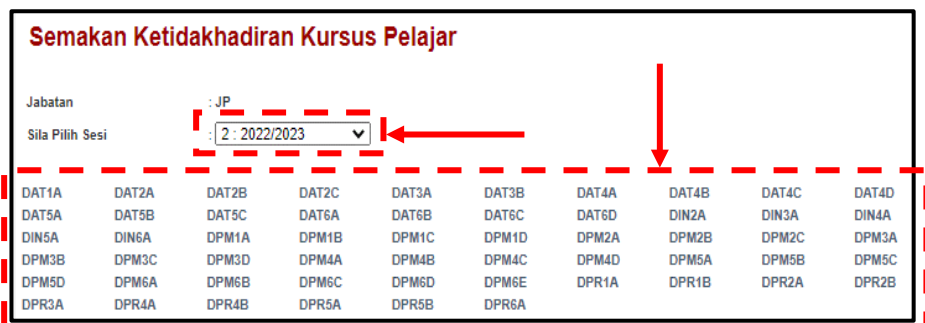 Semakan Ketidakhadiran Kursus Pelajar
Jabatan : JP
Sila Pilih Sesi : 2 : 2022/2023
DAT1A DAT2A DAT2B DAT2C DAT3A DAT3B DAT4A DAT4B DAT4C DAT4D
DAT5A DAT5B DAT5C DAT6A DAT6B DAT6C DAT6D DIN2A DIN3A DIN4A
DIN5A DIN6A DPM1A DPM1B DPM1C DPM1D DPM2A DPM2B DPM2C DPM3A
DPM3B DPM3C DPM3D DPM4A DPM4B DPM4C DPM4D DPM5A DPM5B DPM5C
DPM5D DPM6A DPM6B DPM6C DPM6D DPM6E DPR1A DPR1B DPR2A DPR2B
DPR3A DPR4A DPR4B DPR5A DPR5B DPR6A